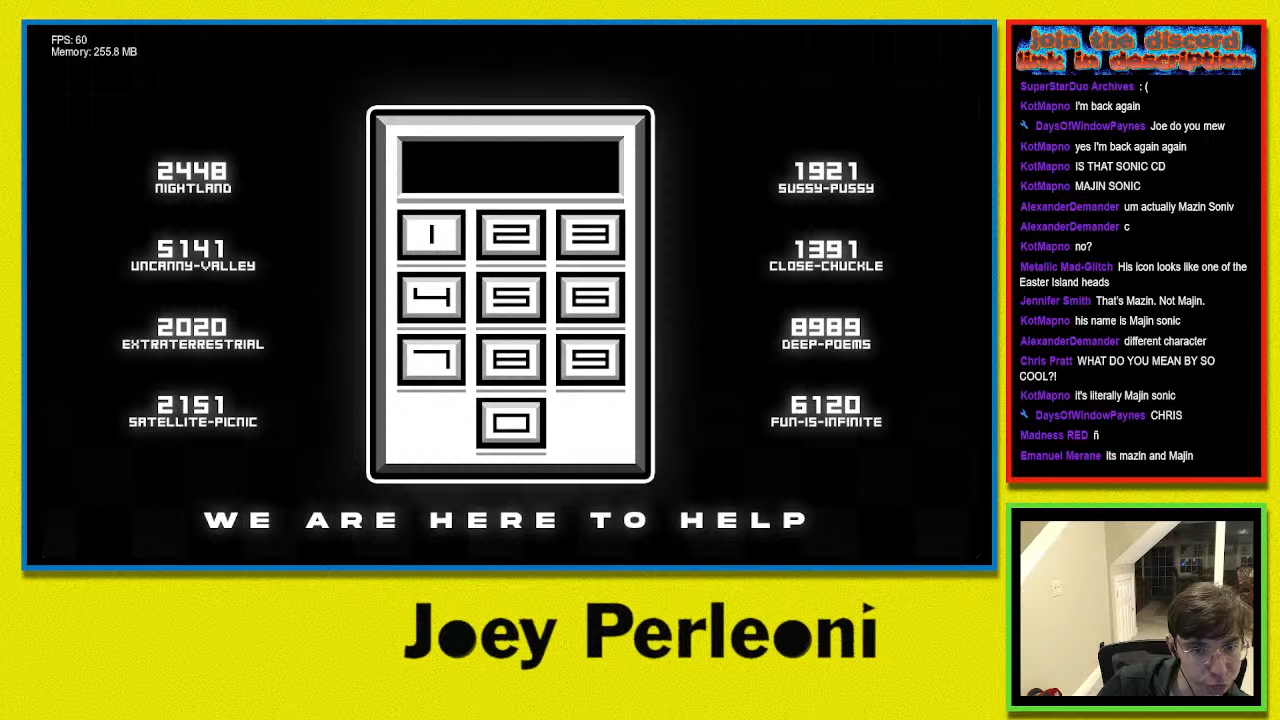 FPS: 60
Memory: 255.8 MB
2448
NIGHTLAND
5141
UNCANNY-VALLEY
2020
EXTRATERRESTRIAL
2151
SATELLITE-PICNIC
1 2 3
4 5 6
7 8 9
0
1921
SUSSY-PUSSY
1391
CLOSE-CHUCKLE
8989
DEEP-POEMS
6120
FUN-IS-INFINITE
WE ARE HERE TO HELP
join the discord
link in description
SuperStarDuo Archives : (
KotMapno I'm back again
DaysOfWindowPaynes Joe do you mew
KotMapno yes I'm back again again
KotMapno IS THAT SONIC CD
KotMapno MAJIN SONIC
AlexanderDemander um actually Mazin Soniv
AlexanderDemander c
KotMapno no?
Metallic Mad-Glitch His icon looks like one of the
Easter Island heads
Jennifer Smith That's Mazin. Not Majin.
KotMapno his name is Majin sonic
AlexanderDemander different character
Chris Pratt WHAT DO YOU MEAN BY SO
COOL?!
KotMapno it's literally Majin sonic
DaysOfWindowPaynes CHRIS
Madness RED ñ
Emanuel Merane its mazin and Majin
Joey Perleoni